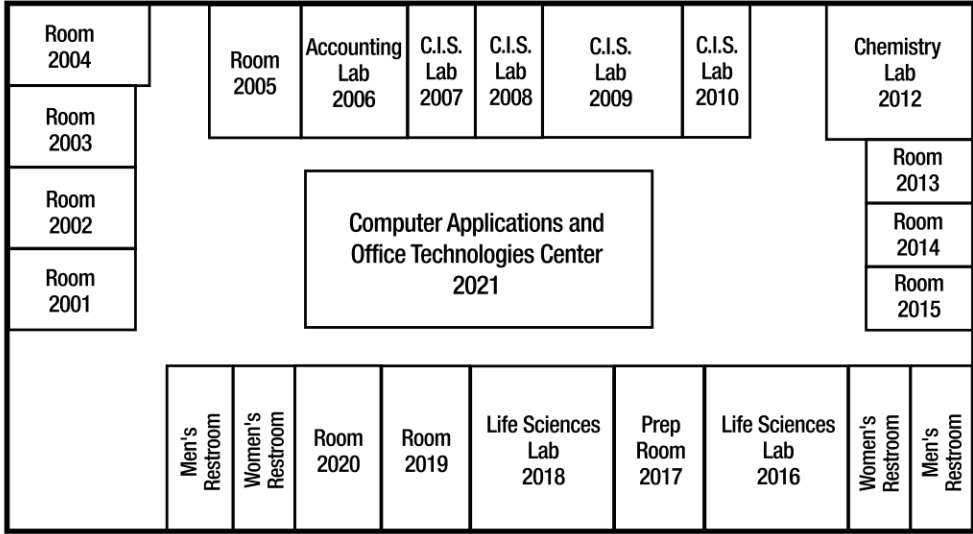 Room
2004
Room
2003
Room
2002
Room
2001
Room
2005
Accounting
Lab
2006
C.I.S.
Lab
2007
C.I.S.
Lab
2008
C.I.S.
Lab
2009
C.I.S.
Lab
2010
Chemistry
Lab
2012
Room
2013
Room
2014
Room
2015
Computer Applications and
Office Technologies Center
2021
Men's
Restroom
Women's
Restroom
Room
2020
Room
2019
Life Sciences
Lab
2018
Prep
Room
2017
Life Sciences
Lab
2016
Women's
Restroom
Men's
Restroom